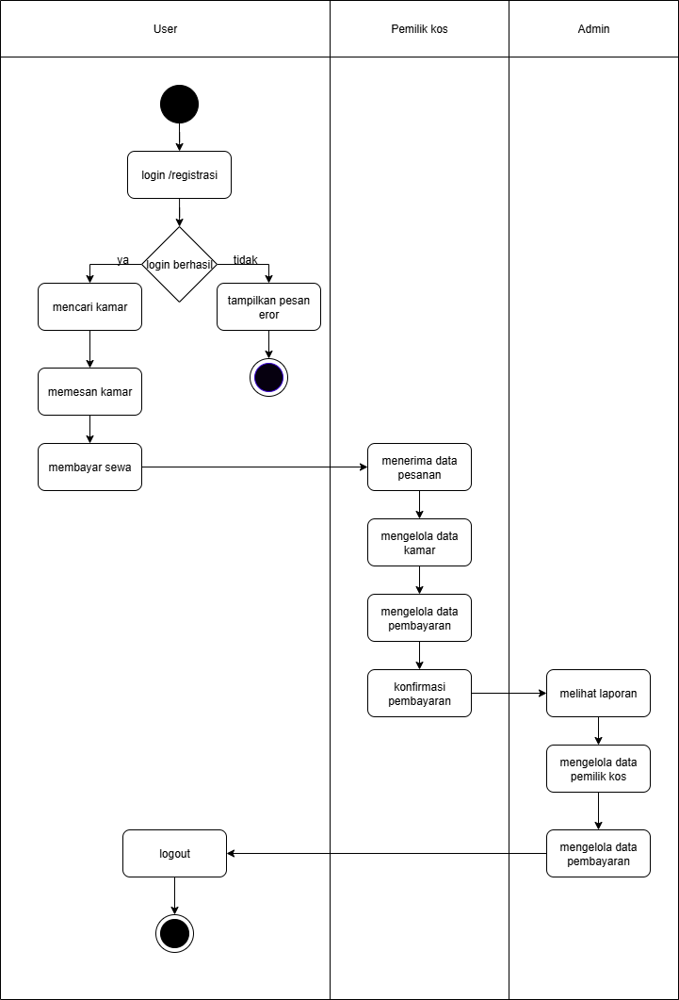 User
Pemilik kos
Admin
login /registrasi
login berhasil
ya
tidak
mencari kamar
tampilkan pesan
eror
memesan kamar
membayar sewa
menerima data
pesanan
mengelola data
kamar
mengelola data
pembayaran
konfirmasi
pembayaran
melihat laporan
mengelola data
pemilik kos
mengelola data
pembayaran
logout